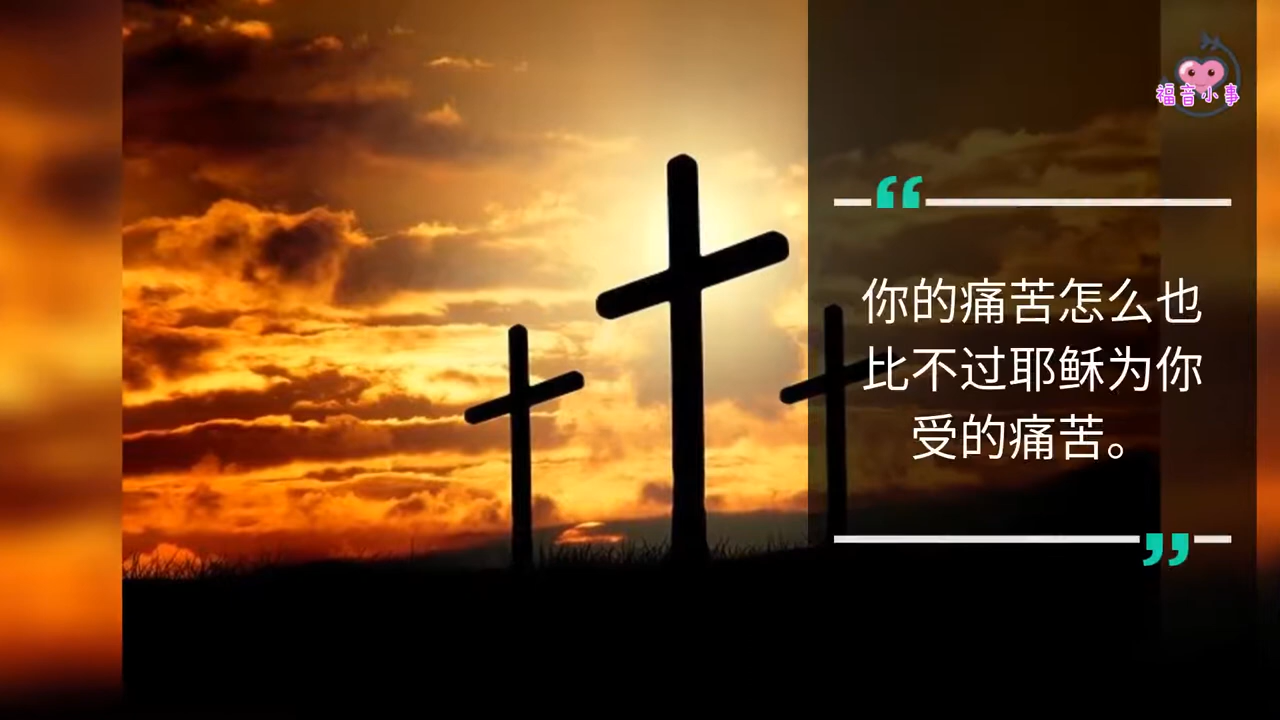 福音小事
“
你的痛苦怎么也
比不过耶稣为你
受的痛苦。
”